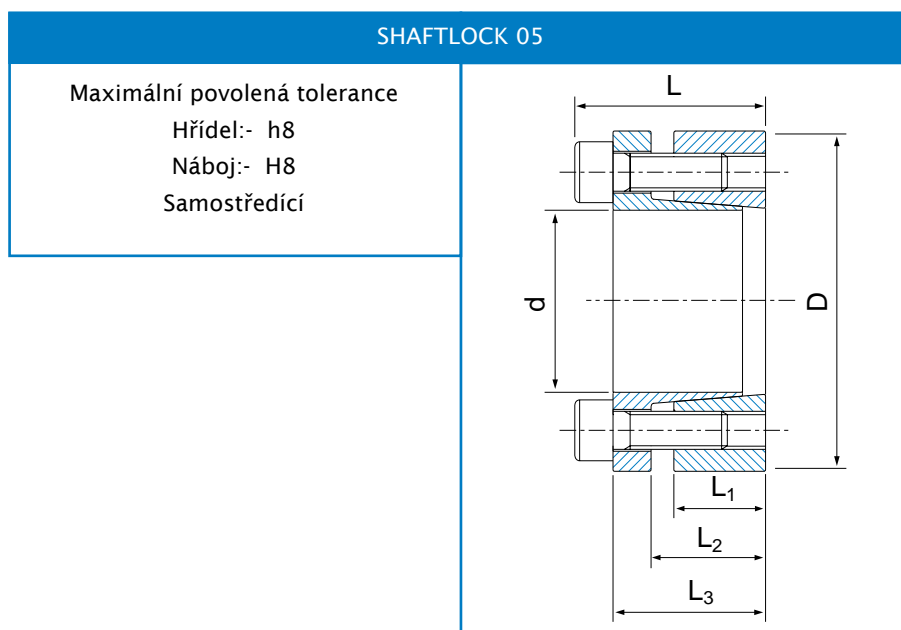 SHAFTLOCK 05
Maximální povolená tolerance
Hřídel:- h8
Náboj:- H8
Samostředící
L
d
D
L₁
L₂
L₃